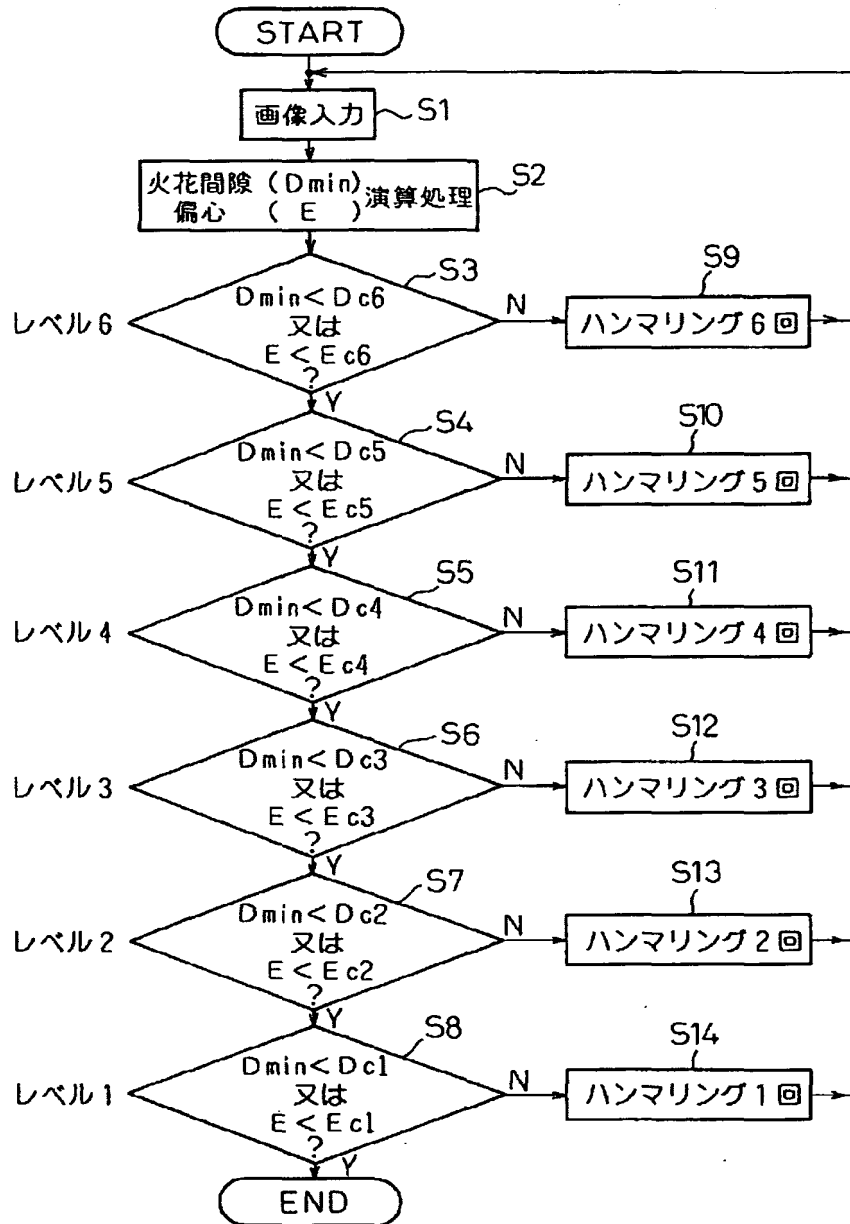 START
画像入力
S1
火花間隙(Dmin)演算処理
偏心(E)
S2
レベル6
Dmin<Dc6
又は
E<Ec6
?
S3
N
Y
S9
ハンマリング6回
レベル5
Dmin<Dc5
又は
E<Ec5
?
S4
N
Y
S10
ハンマリング5回
レベル4
Dmin<Dc4
又は
E<Ec4
?
S5
N
Y
S11
ハンマリング4回
レベル3
Dmin<Dc3
又は
E<Ec3
?
S6
N
Y
S12
ハンマリング3回
レベル2
Dmin<Dc2
又は
E<Ec2
?
S7
N
Y
S13
ハンマリング2回
レベル1
Dmin<Dc1
又は
E<Ec1
?
S8
N
Y
S14
ハンマリング1回
END